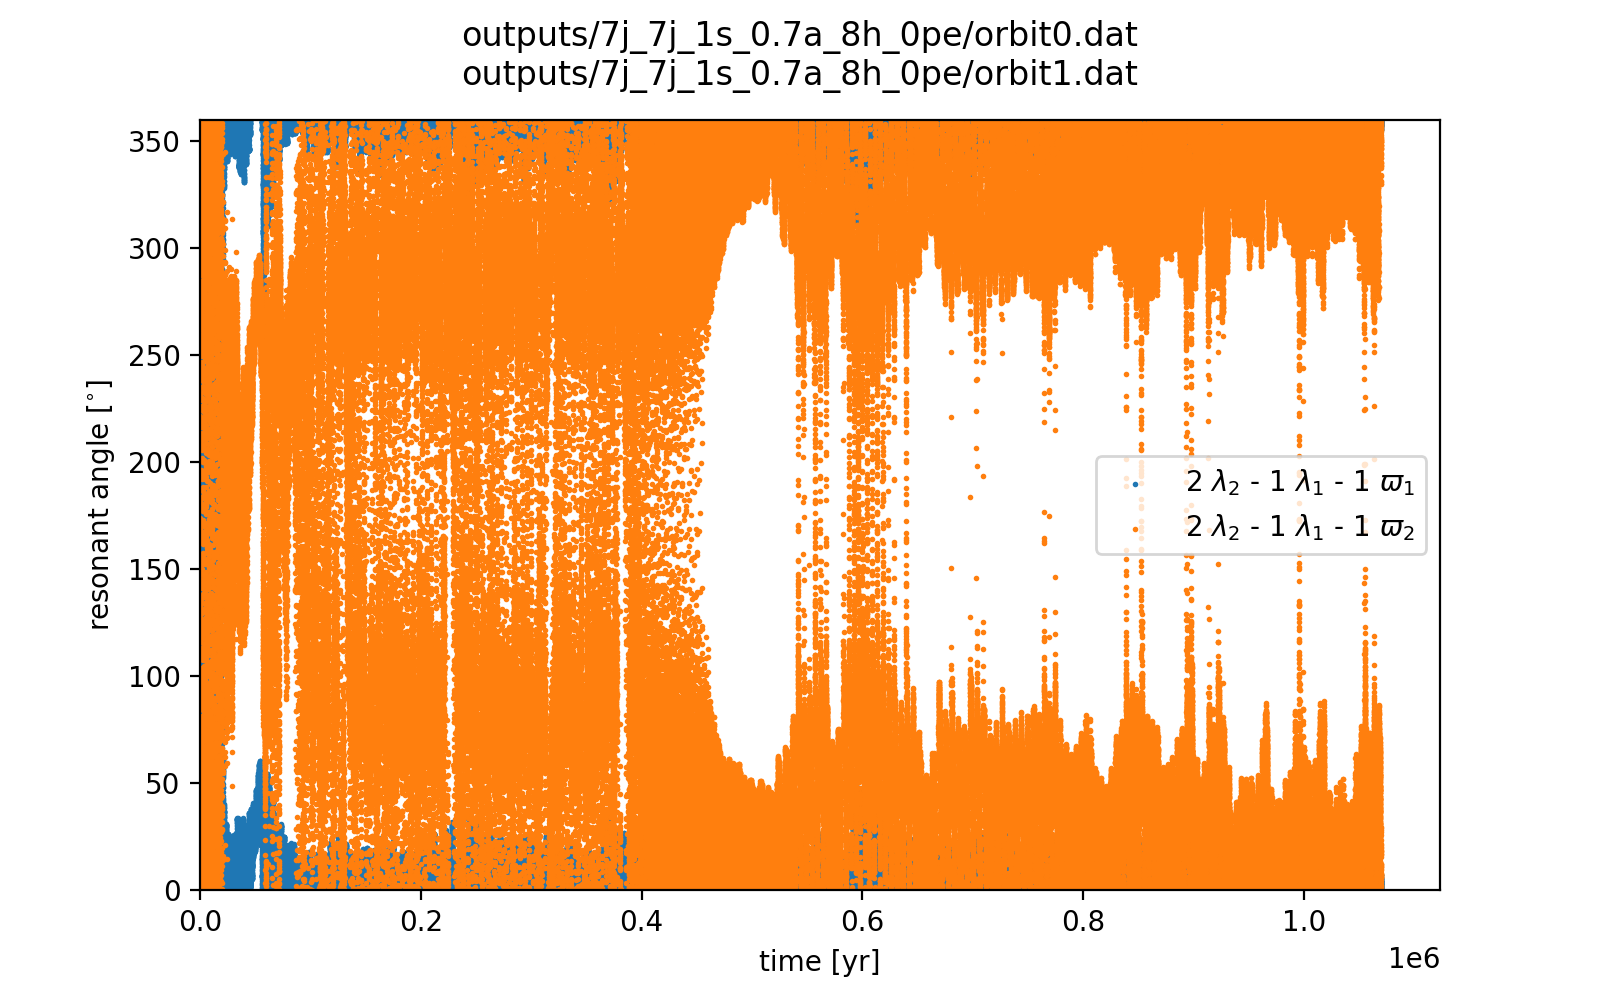 outputs/7j_7j_1s_0.7a_8h_0pe/orbit0.dat
outputs/7j_7j_1s_0.7a_8h_0pe/orbit1.dat
350
300
250
200
150
100
50
0
resonant angle [°]
2 λ₂ - 1 λ₁ - 1 ϖ₁
2 λ₂ - 1 λ₁ - 1 ϖ₂
0.0 0.2 0.4 0.6 0.8 1.0
time [yr]
1e6